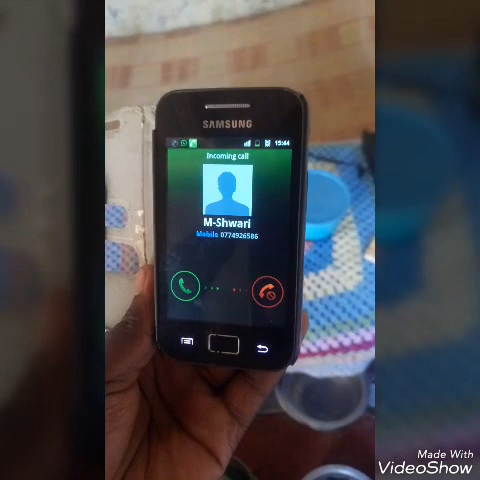 SAMSUNG
15:44
Incoming call
M-Shwari
Mobile 0774926586
Made With
VideoShow